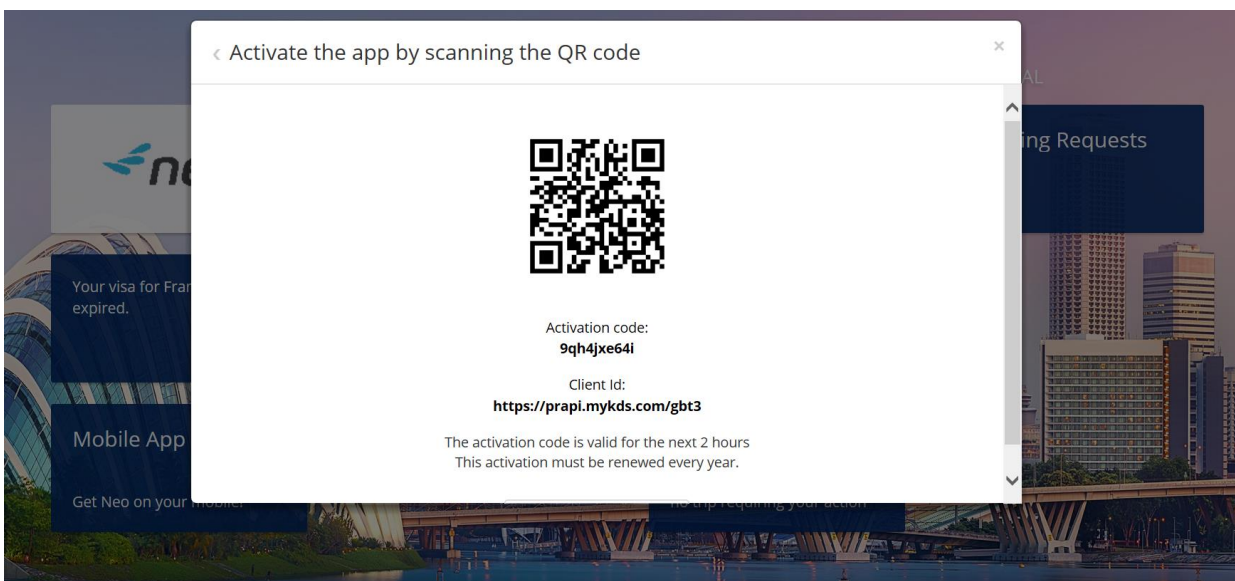 Activate the app by scanning the QR code
AL
ne
ing Requests
Your visa for Fran
expired.
Activation code:
9qh4jxe64i
Client Id:
https://prapi.mykds.com/gbt3
The activation code is valid for the next 2 hours
This activation must be renewed every year.
Mobile App
Get Neo on your mobile!
no trip requiring your action